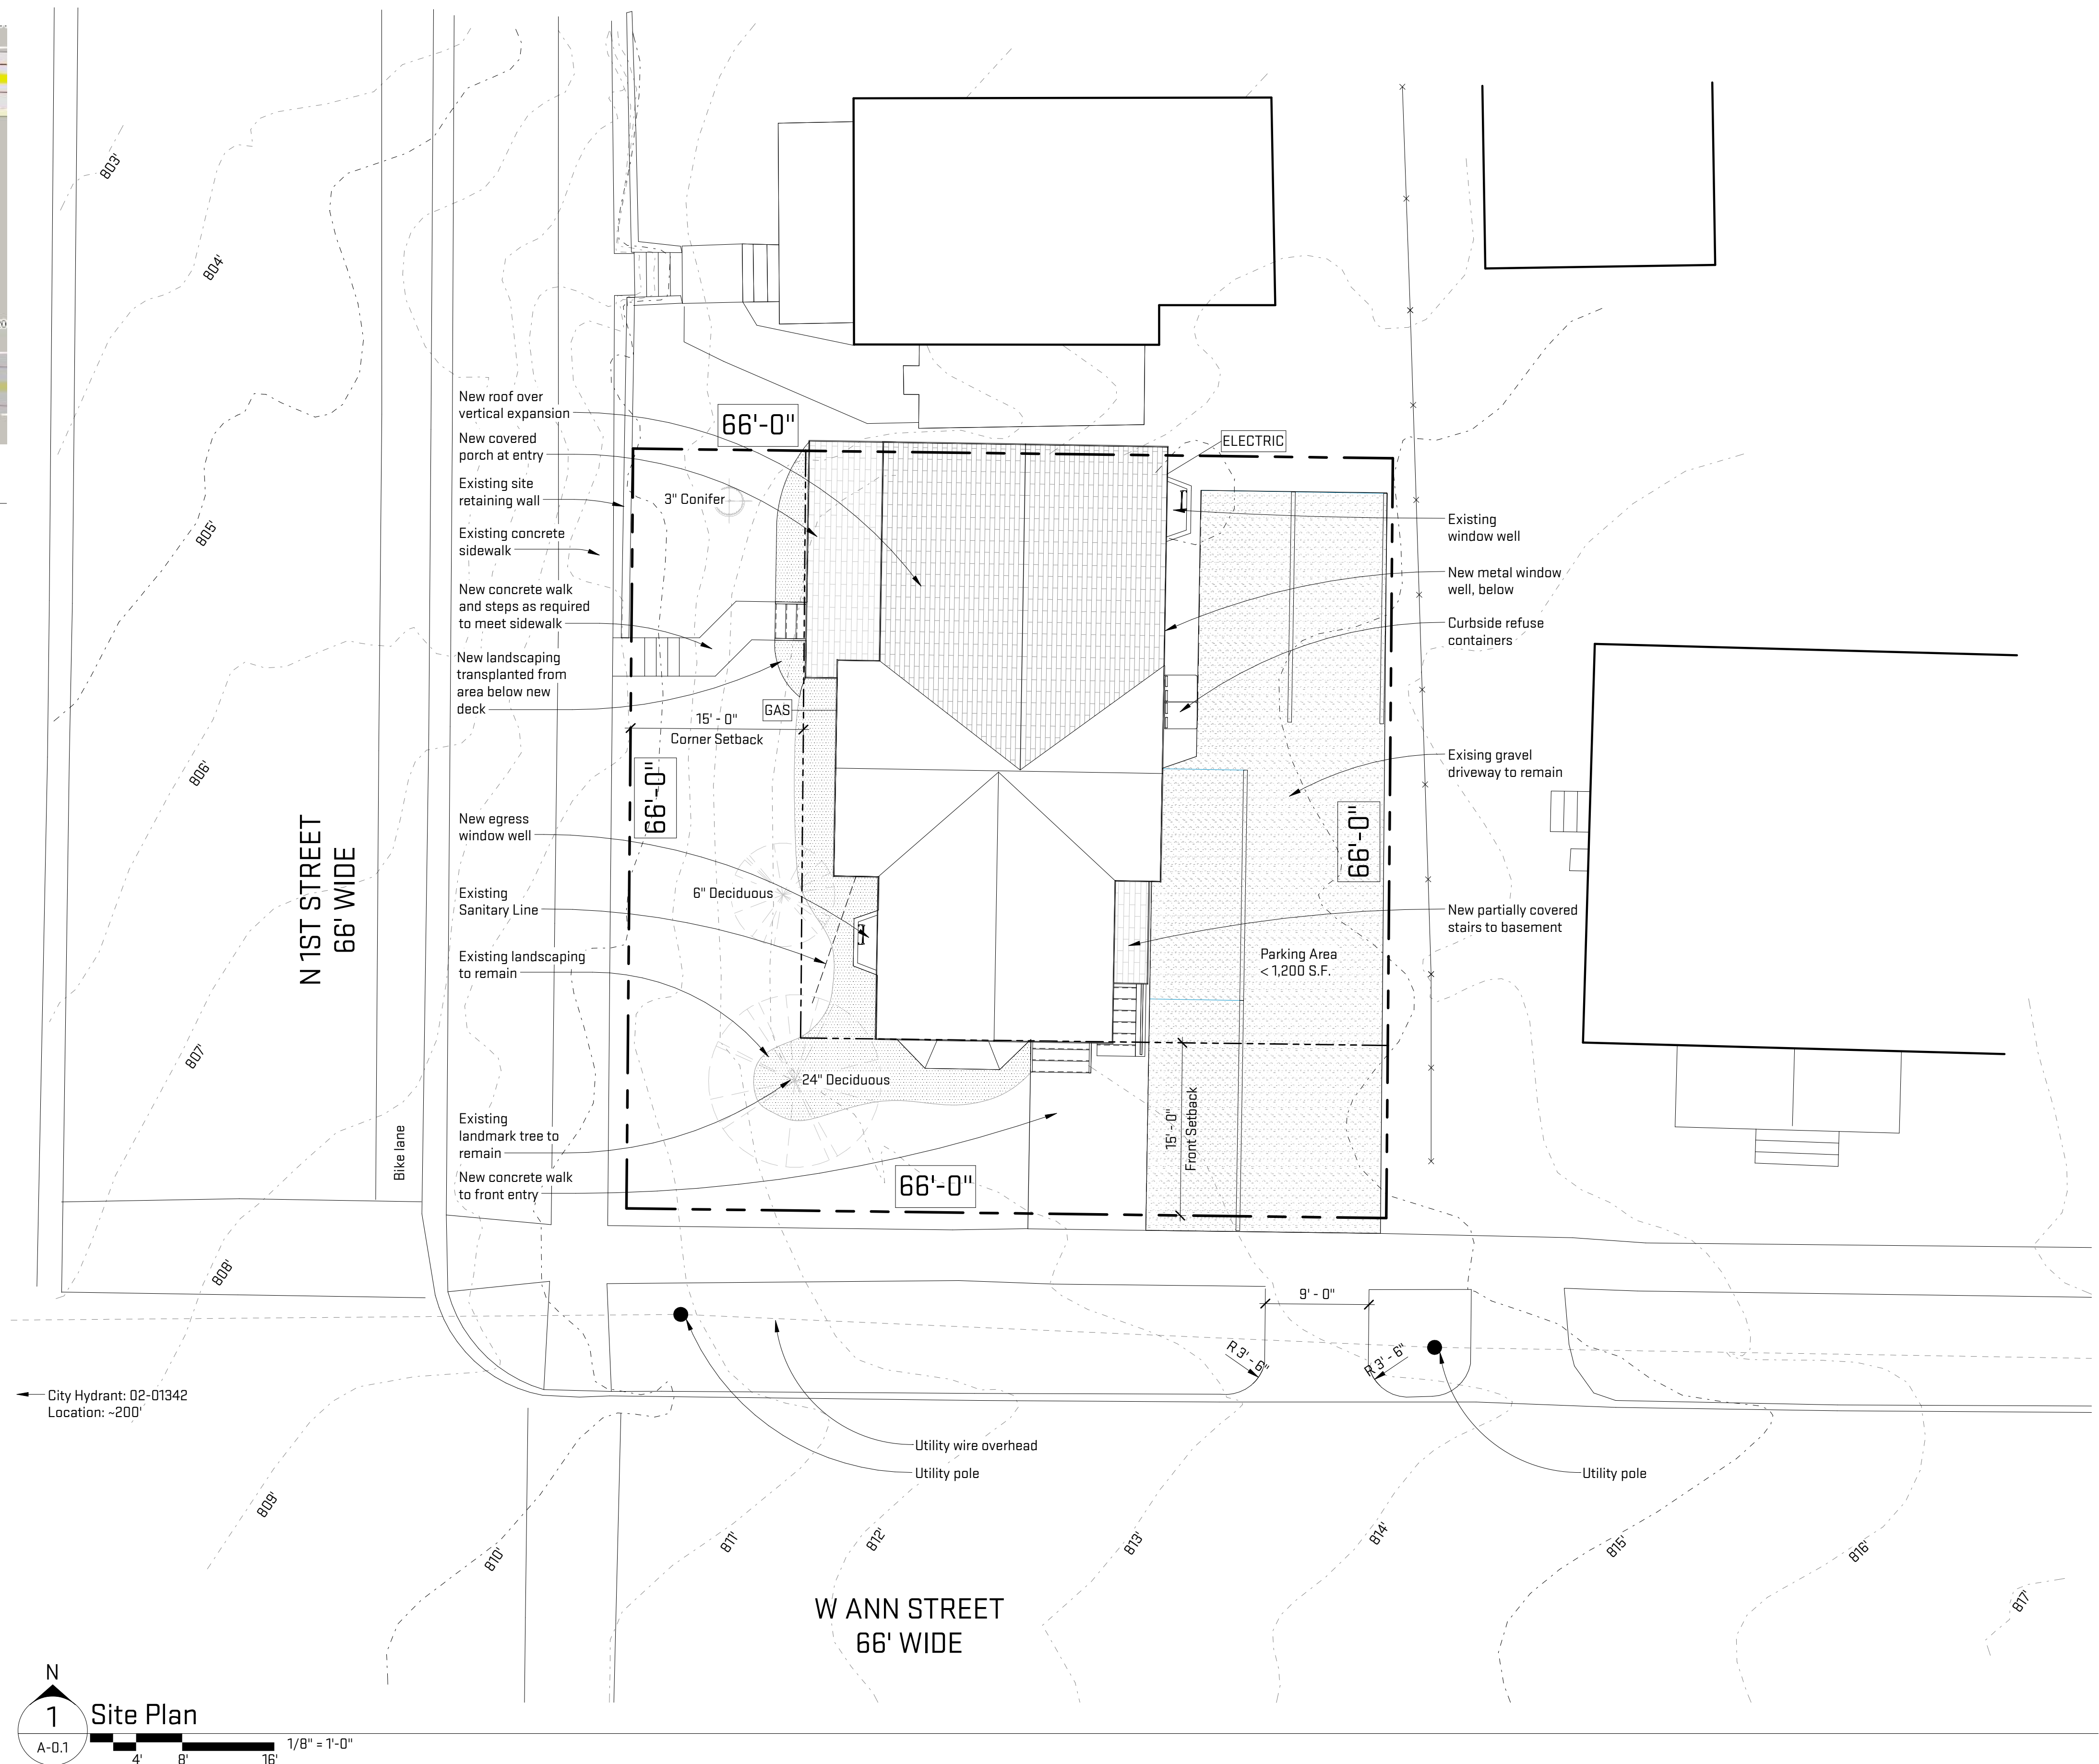 803'
804'
805'
806'
807'
808'
809'
810'
811'
812'
813'
814'
815'
816'
817'
New roof over
vertical expansion
New covered
porch at entry
Existing site
retaining wall
Existing concrete
sidewalk
New concrete walk
and steps as required
to meet sidewalk
New landscaping
transplanted from
area below new
deck
New egress
window well
Existing
Sanitary Line
Existing landscaping
to remain
Existing
landmark tree to
remain
New concrete walk
to front entry
66'-0"
66'-0"
66'-0"
66'-0"
ELECTRIC
3" Conifer
GAS
15' - 0"
Corner Setback
6" Deciduous
24" Deciduous
15' - 0"
Front Setback
Parking Area
< 1,200 S.F.
Existing
window well
New metal window
well, below
Curbside refuse
containers
Exising gravel
driveway to remain
New partially covered
stairs to basement
N 1ST STREET
66' WIDE
Bike lane
9' - 0"
R 3' - 6"
R 3' - 6"
City Hydrant: 02-01342
Location: ~200'
Utility wire overhead
Utility pole
Utility pole
W ANN STREET
66' WIDE
N
1
A-0.1
Site Plan
1/8" = 1'-0"
4'
8'
16'